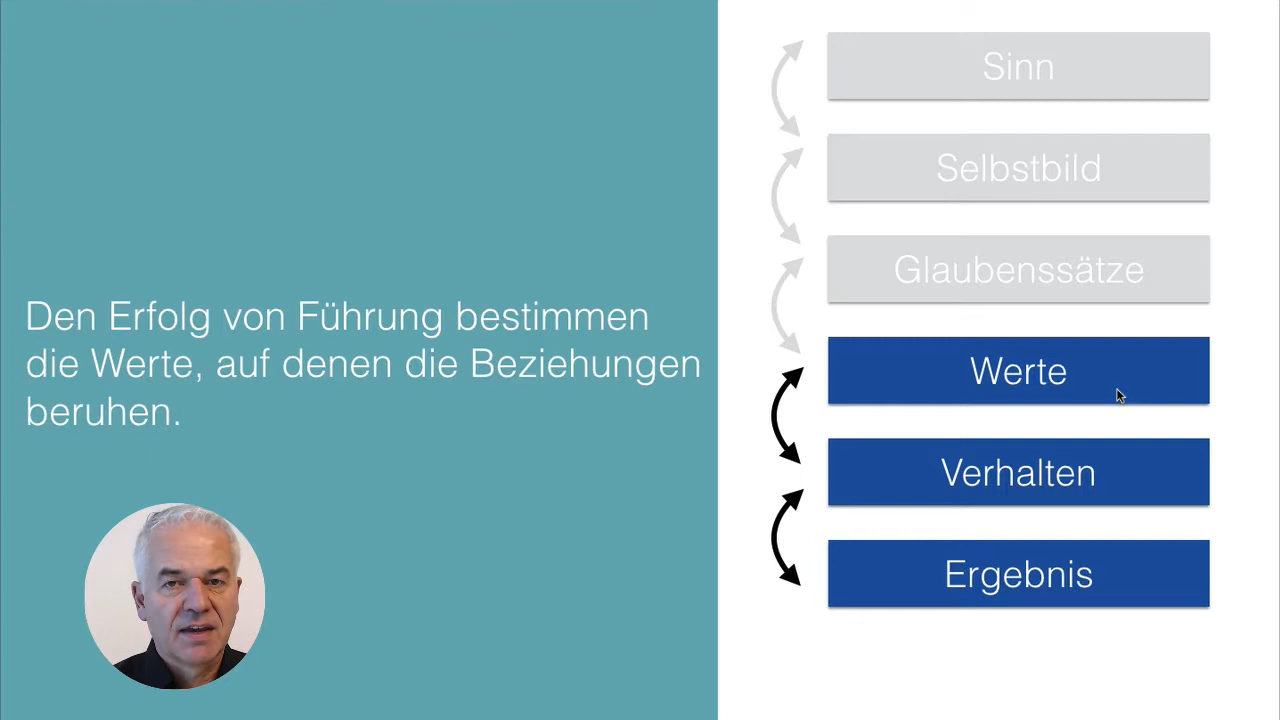 Den Erfolg von Führung bestimmen
die Werte, auf denen die Beziehungen
beruhen.
Sinn
Selbstbild
Glaubenssätze
Werte
Verhalten
Ergebnis